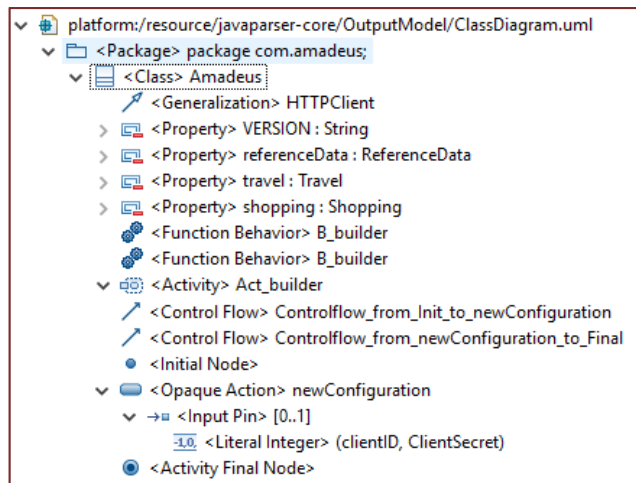 platform:/resource/javaparser-core/OutputModel/ClassDiagram.uml
<Package> package com.amadeus;
<Class> Amadeus
<Generalization> HTTPClient
<Property> VERSION : String
<Property> referenceData : ReferenceData
<Property> travel : Travel
<Property> shopping : Shopping
<Function Behavior> B_builder
<Function Behavior> B_builder
<Activity> Act_builder
<Control Flow> Controlflow_from_Init_to_newConfiguration
<Control Flow> Controlflow_from_newConfiguration_to_Final
<Initial Node>
<Opaque Action> newConfiguration
<Input Pin> [0..1]
<Literal Integer> (clientID, ClientSecret)
<Activity Final Node>